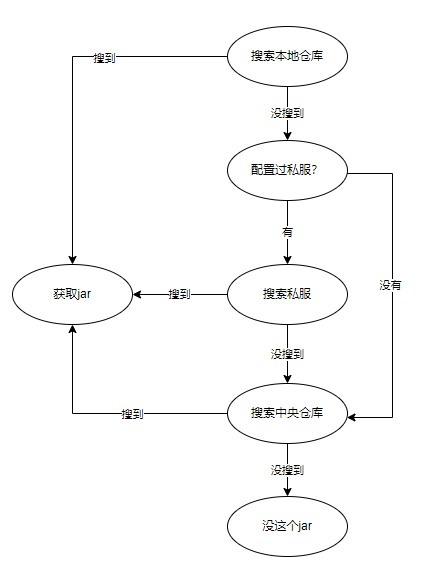 搜索本地仓库
搜到
没搜到
配置过私服?
有
没有
获取jar
搜到
搜索私服
没搜到
搜索中央仓库
搜到
没搜到
没这个jar